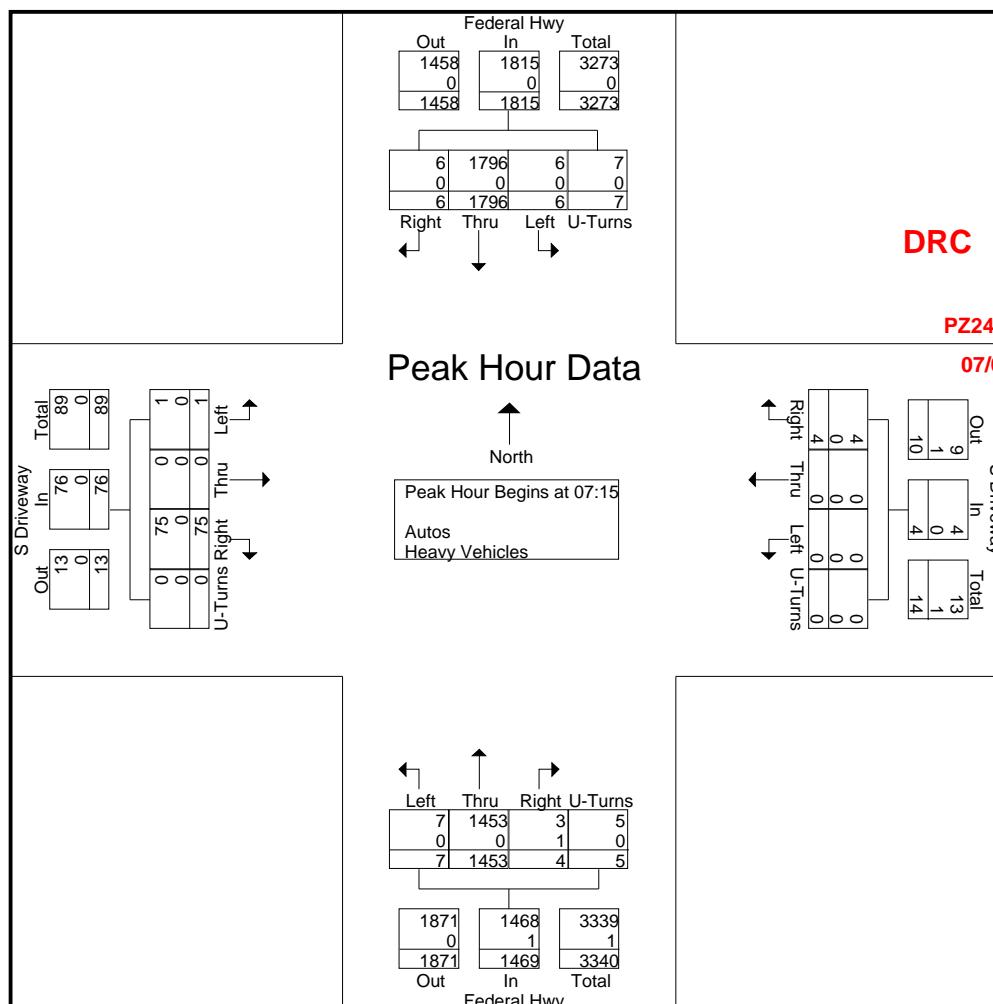 Federal Hwy
Out In Total
1458 1815 3273
0 0 0
1458 1815 3273
6 1796 6 7
0 0 0 0
6 1796 6 7
Right Thru Left U-Turns
DRC
PZ24
07/
Peak Hour Data
North
Peak Hour Begins at 07:15
Autos
Heavy Vehicles
S Driveway
Total In Out
89 76 13
0 0 0
89 76 13
Left Thru Right U-Turns
1 0 75 0
0 0 0 0
1 0 75 0
Right Thru Left U-Turns
4 0 0 0
0 0 0 0
4 0 0 0
Out In Total
9 4 13
1 0 1
10 4 14
Driveway
Left Thru Right U-Turns
7 1453 3 5
0 0 1 0
7 1453 4 5
1871 1468 3339
0 1 1
1871 1469 3340
Out In Total
Federal Hwy